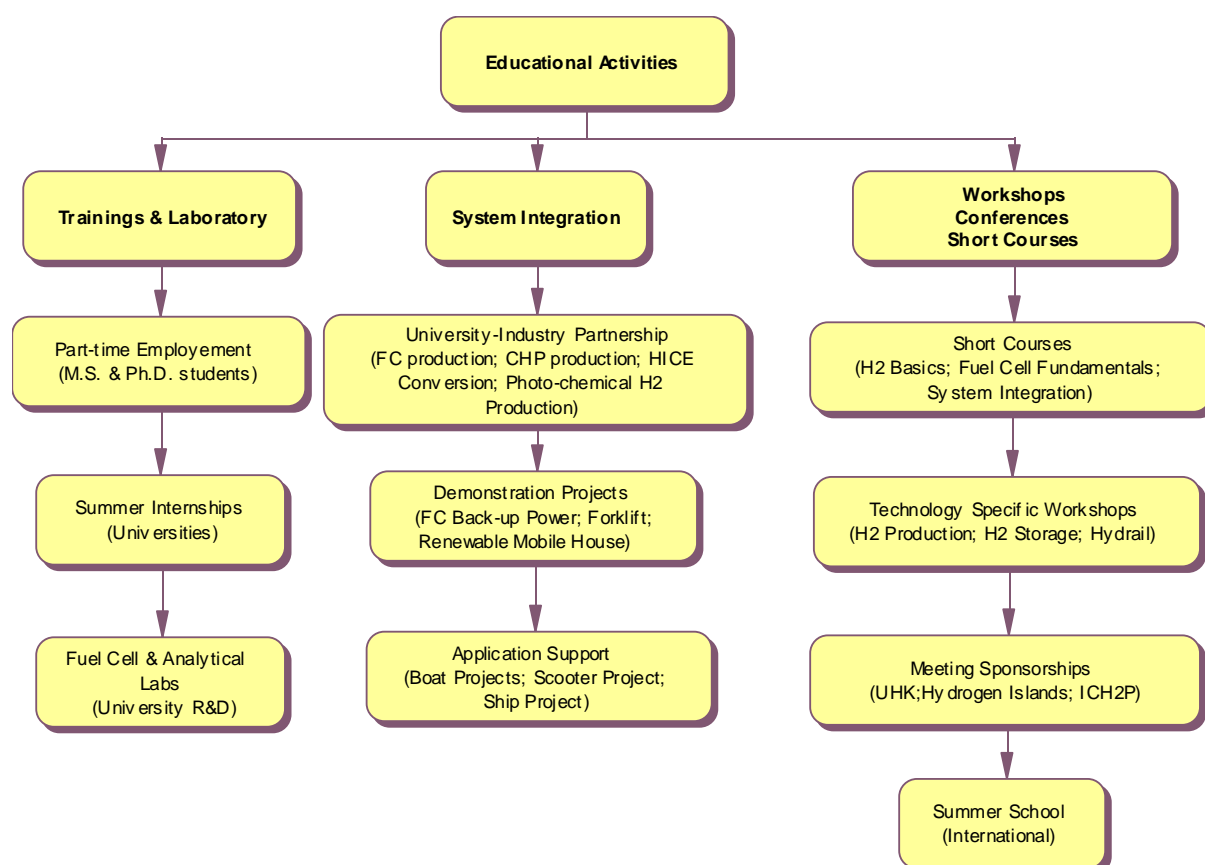 Educational Activities
Trainings & Laboratory
System Integration
Workshops
Conferences
Short Courses
Part-time Employement
(M.S. & Ph.D. students)
Summer Internships
(Universities)
Fuel Cell & Analytical
Labs
(University R&D)
University-Industry Partnership
(FC production; CHP production; HICE
Conversion; Photo-chemical H2
Production)
Demonstration Projects
(FC Back-up Power; Forklift;
Renewable Mobile House)
Application Support
(Boat Projects; Scooter Project;
Ship Project)
Short Courses
(H2 Basics; Fuel Cell Fundamentals;
System Integration)
Technology Specific Workshops
(H2 Production; H2 Storage; Hydrail)
Meeting Sponsorships
(UHK;Hydrogen Islands; ICH2P)
Summer School
(International)